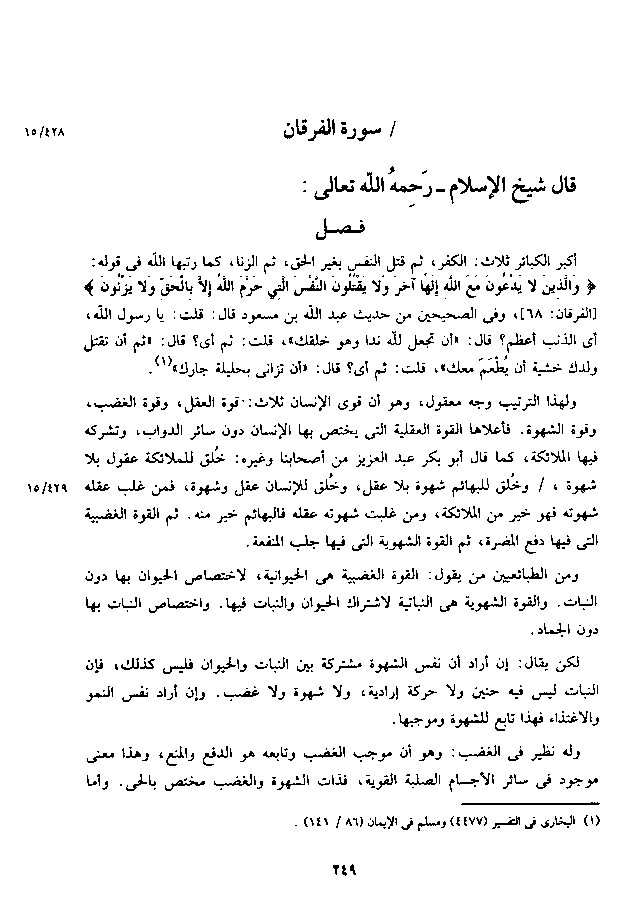 ١٥/٤٢٨
/ سورة الفرقان
قال شيخ الإسلام ـ رَحِمهُ الله تعالى :
فـصــل
أكبر الكبائر ثلاث: الكفر، ثم قتل النفس بغير الحق، ثم الزنا، كما رتبها الله فى قوله:
﴿ وَالَّذِينَ لا يَدْعُونَ مَعَ اللَّهِ إِلَهًا آخَرَ وَلا يَقْتُلُونَ النَّفْسَ الَّتِي حَرَّمَ اللَّهُ إِلاَّ بِالْحَقِّ وَلا يَزْنُونَ ﴾
[الفرقان: ٦٨]، وفى الصحيحين من حديث عبد الله بن مسعود قال: قلت: يا رسول الله،
أى الذنب أعظم؟ قال: «أن تجعل لله ندا وهو خلقك»، قلت: ثم أى؟ قال: «ثم أن تقتل
ولدك خشية أن يُطْعَمَ معك»، قلت: ثم أى؟ قال: «أن تزانى بحليلة جارك»(١).
ولهذا الترتيب وجه معقول، وهو أن قوى الإنسان ثلاث: قوة العقل، وقوة الغضب،
وقوة الشهوة. فأعلاها القوة العقلية التى يختص بها الإنسان دون سائر الدواب، وتشركه
فيها الملائكة، كما قال أبو بكر عبد العزيز من أصحابنا وغيره: خُلق للملائكة عقول بلا
شهوة ، / وخُلق للبهائم شهوة بلا عقل، وخُلق للإنسان عقل وشهوة، فمن غلب عقله
١٥/٤٢٩
شهوته فهو خير من الملائكة، ومن غلبت شهوته عقله فالبهائم خير منه. ثم القوة الغضبية
التى فيها دفع المضرة، ثم القوة الشهوية التى فيها جلب المنفعة.
ومن الطبائعيين من يقول: القوة الغضبية هى الحيوانية، لاختصاص الحيوان بها دون
النبات. والقوة الشهوية هى النباتية لاشتراك الحيوان والنبات فيها. واختصاص النبات بها
دون الجماد.
لكن يقال: إن أراد أن نفس الشهوة مشتركة بين النبات والحيوان فليس كذلك، فإن
النبات ليس فيه حنين ولا حركة إرادية، ولا شهوة ولا غضب. وإن أراد نفس النمو
والاغتذاء فهذا تابع للشهوة وموجبها.
وله نظير فى الغضب: وهو أن موجب الغضب وتابعه هو الدفع والمنع، وهذا معنى
موجود فى سائر الأجسام الصلبة القوية، فذات الشهوة والغضب مختص بالحى. وأما
(١) البخارى فى التفسير (٤٤٧٧) ومسلم فى الإيمان (٨٦ / ١٤١) .
٢٤٩